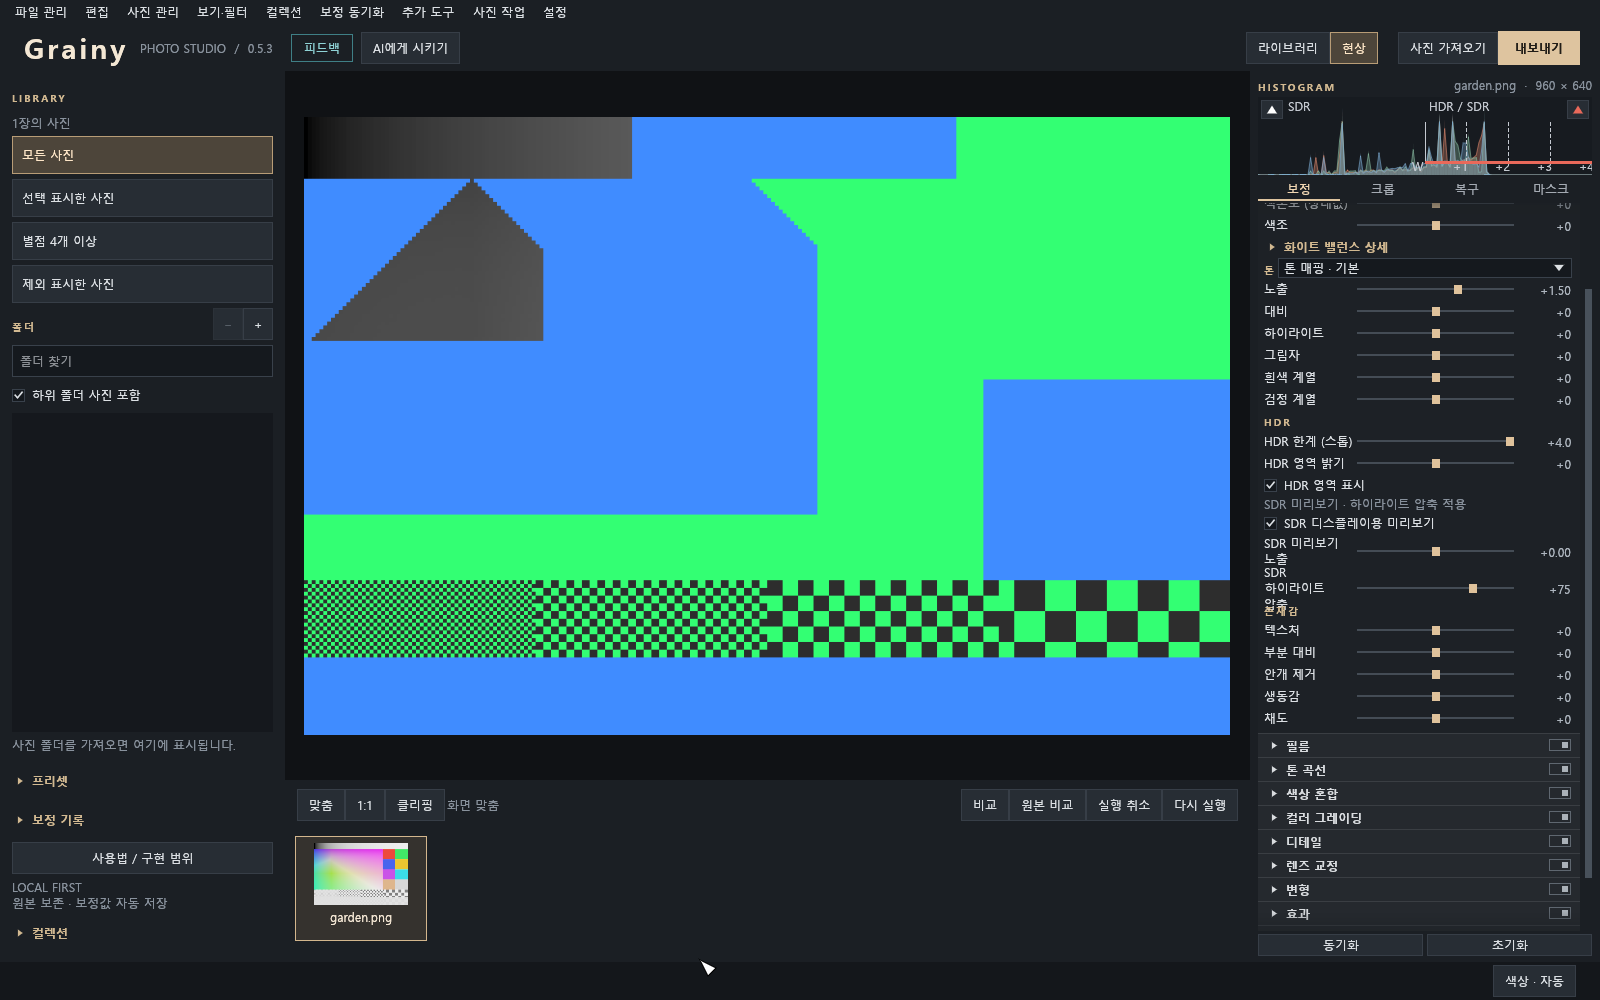 파일 관리 편집 사진 관리 보기·필터 컬렉션 보정 동기화 추가 도구 사진 작업 설정
Grainy PHOTO STUDIO / 0.5.3 피드백 AI에게 시키기 라이브러리 현상 사진 가져오기 내보내기
LIBRARY
1장의 사진
모든 사진
선택 표시한 사진
별점 4개 이상
제외 표시한 사진
폴더 − +
폴더 찾기
하위 폴더 사진 포함
사진 폴더를 가져오면 여기에 표시됩니다.
프리셋
보정 기록
사용법 / 구현 범위
LOCAL FIRST
원본 보존 · 보정값 자동 저장
컬렉션
맞춤 1:1 클리핑 화면 맞춤 비교 원본 비교 실행 취소 다시 실행
garden.png
HISTOGRAM garden.png · 960 × 640
SDR HDR / SDR
W +1 +2 +3 +4
보정 크롭 복구 마스크
+0
색조 +0
화이트 밸런스 상세
톤 톤 매핑 · 기본
노출 +1.50
대비 +0
하이라이트 +0
그림자 +0
흰색 계열 +0
검정 계열 +0
HDR
HDR 한계 (스톱) +4.0
HDR 영역 밝기 +0
HDR 영역 표시
SDR 미리보기 · 하이라이트 압축 적용
SDR 디스플레이용 미리보기
SDR 미리보기
노출 +0.00
SDR
하이라이트 +75
텍스처 +0
부분 대비 +0
안개 제거 +0
생동감 +0
채도 +0
필름
톤 곡선
색상 혼합
컬러 그레이딩
디테일
렌즈 교정
변형
효과
동기화 초기화
색상 · 자동